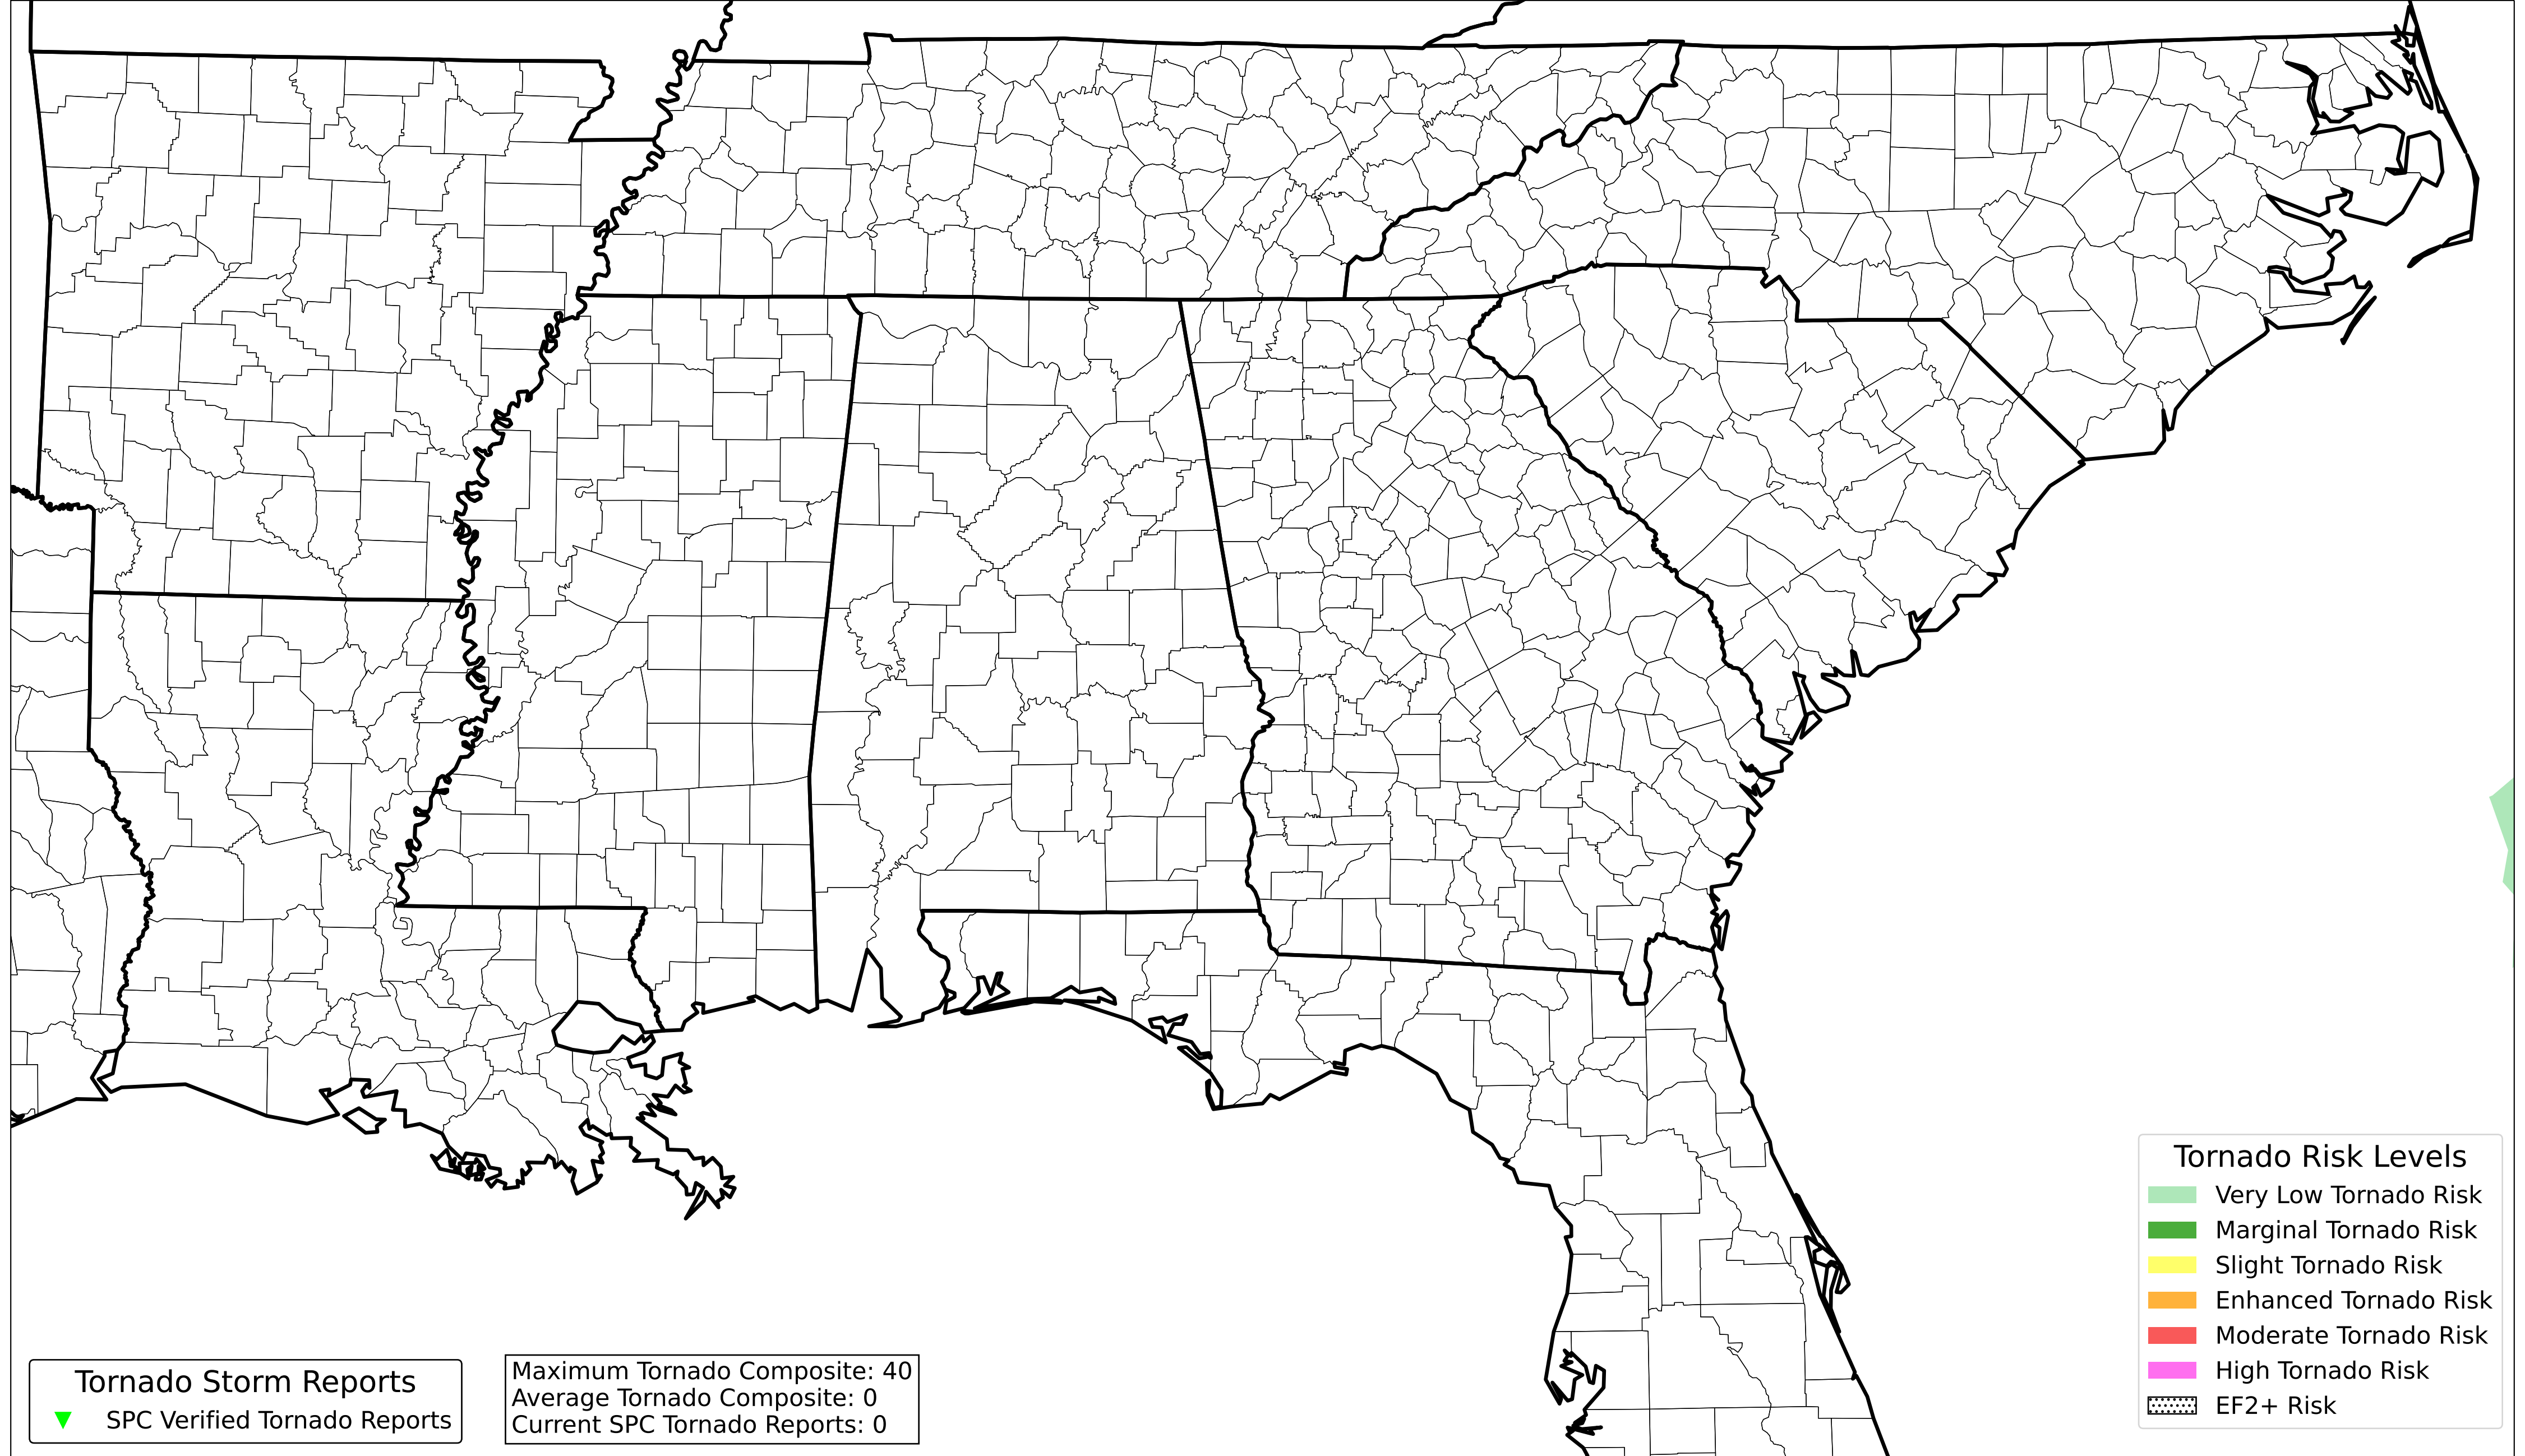 Tornado Risk Levels
Very Low Tornado Risk
Marginal Tornado Risk
Slight Tornado Risk
Enhanced Tornado Risk
Moderate Tornado Risk
High Tornado Risk
EF2+ Risk
Tornado Storm Reports
SPC Verified Tornado Reports
Maximum Tornado Composite: 40
Average Tornado Composite: 0
Current SPC Tornado Reports: 0